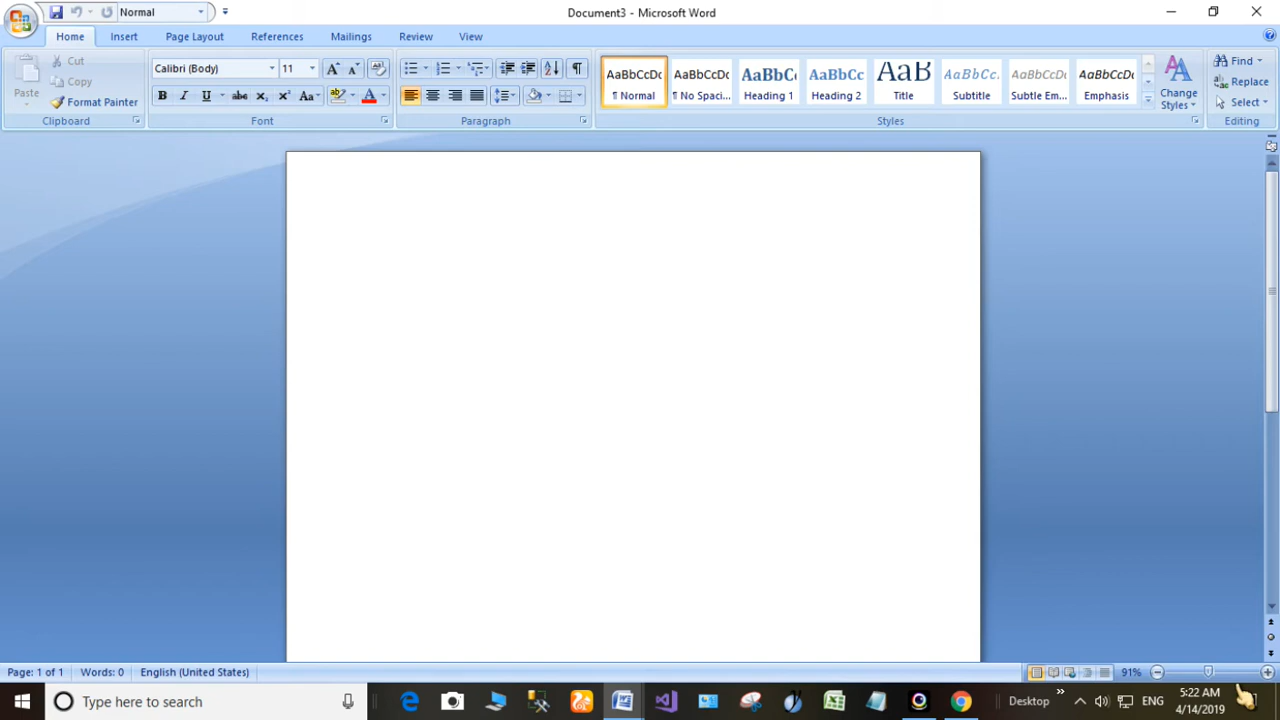 Normal
Document3 - Microsoft Word
Home Insert Page Layout References Mailings Review View
Paste
Cut
Copy
Format Painter
Clipboard
Calibri (Body) 11
B I U abc X₂ X² Aa
A
Font
Paragraph
AaBbCcDc AaBbCcDc AaBbC AaBbCc AaB AaBbCc. AaBbCcDc AaBbCcDc
¶ Normal ¶ No Spaci... Heading 1 Heading 2 Title Subtitle Subtle Em... Emphasis
Change
Styles
Styles
Find
Replace
Select
Editing
Page: 1 of 1 Words: 0 English (United States) 91%
Type here to search
Desktop ENG
5:22 AM
4/14/2019